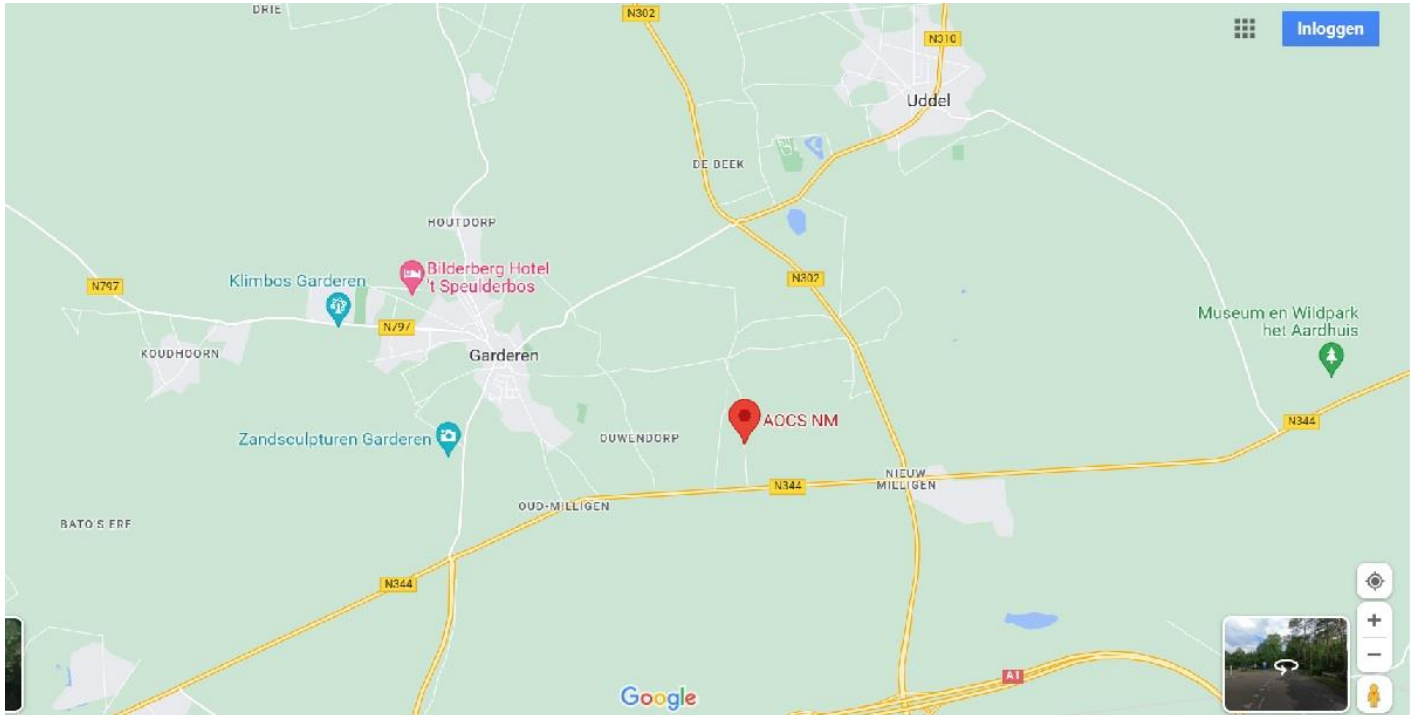 DRIE
N302
Inloggen
N310
Uddel
DE BEEK
HOUTDORP
Bilderberg Hotel
't Speulderbos
Klimbos Garderen
N797
N302
N797
Museum en Wildpark
het Aardhuis
KOUDHOORN
Garderen
AOCS NM
N344
Zandsculpturen Garderen
OUWENDORP
NIEUW
MILLIGEN
N344
OUD-MILLIGEN
BATO'S ERF
N344
A1
Google